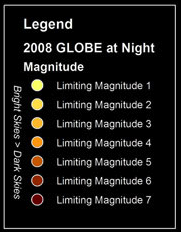 Legend
2008 GLOBE at Night
Magnitude
Limiting Magnitude 1
Limiting Magnitude 2
Limiting Magnitude 3
Limiting Magnitude 4
Limiting Magnitude 5
Limiting Magnitude 6
Limiting Magnitude 7
Bright Skies > Dark Skies